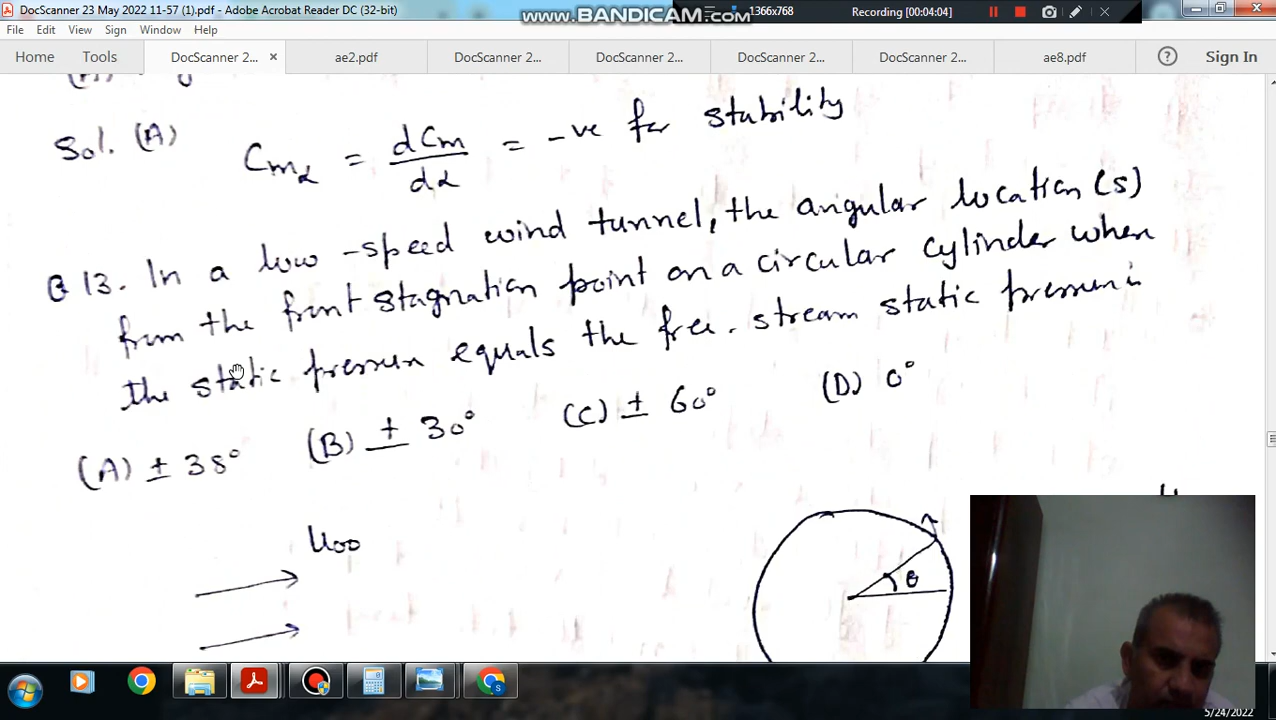 DocScanner 23 May 2022 11-57 (1).pdf - Adobe Acrobat Reader DC (32-bit)
www.BANDICAM.com
1366x768
Recording [00:04:04]
File Edit View Sign Window Help
Home Tools DocScanner 2... × ae2.pdf DocScanner 2... DocScanner 2... DocScanner 2... DocScanner 2... ae8.pdf Sign In
Sol. (A) Cmα = dCm/dα = -ve for stability
Q 13. In a low-speed wind tunnel, the angular location(s)
from the front stagnation point on a circular cylinder when
the static pressure equals the free-stream static pressure is
(A) ± 38° (B) ± 30° (C) ± 60° (D) 0°
U∞
θ
5/24/2022